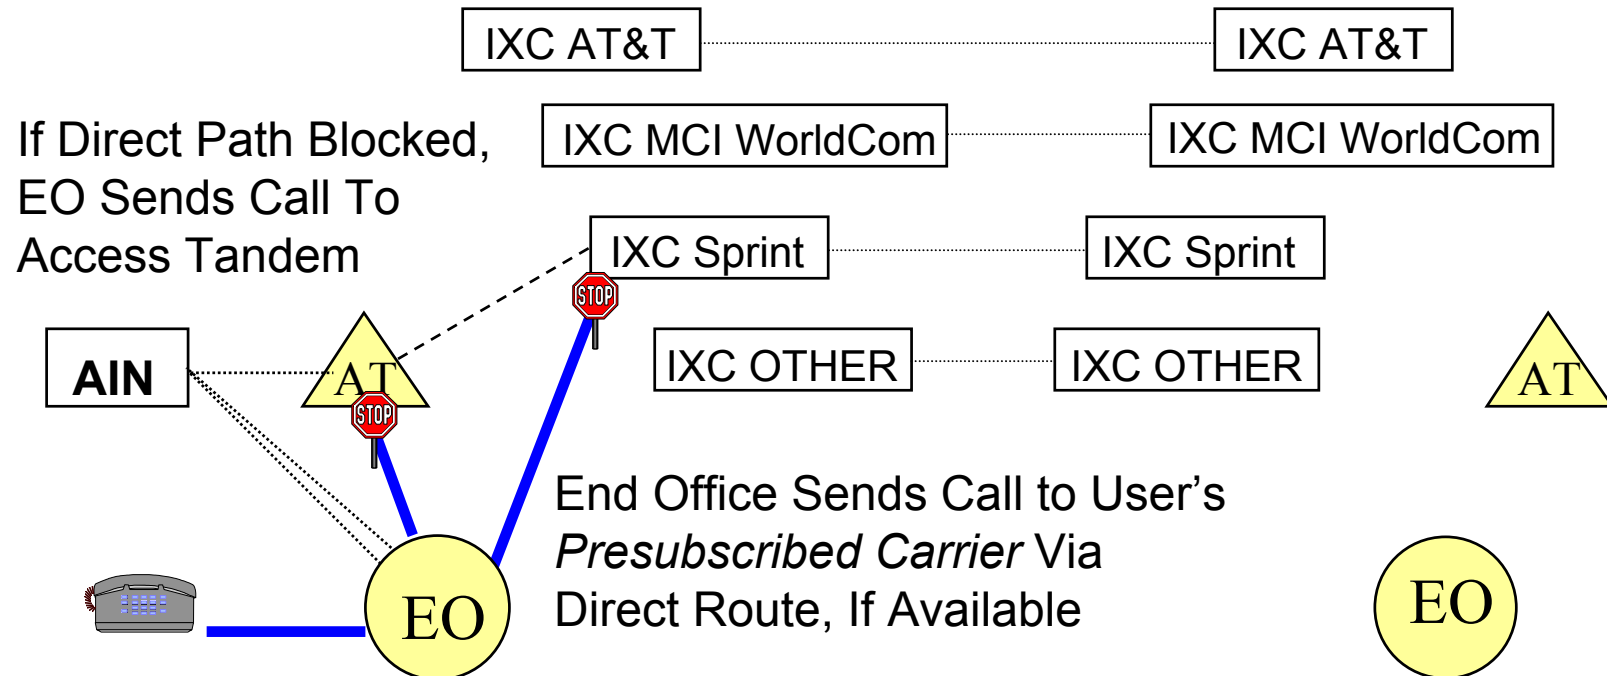 IXC AT&T
IXC AT&T
IXC MCI WorldCom
IXC MCI WorldCom
If Direct Path Blocked,
EO Sends Call To
Access Tandem
IXC Sprint
IXC Sprint
STOP
IXC OTHER
IXC OTHER
AIN
AT
AT
STOP
End Office Sends Call to User’s
Presubscribed Carrier Via
Direct Route, If Available
EO
EO